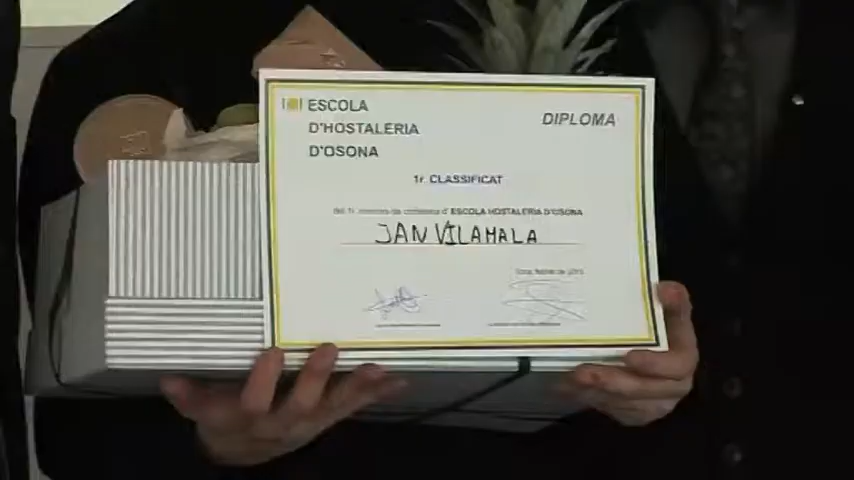 ESCOLA
D'HOSTALERIA
D'OSONA
DIPLOMA
1r. CLASSIFICAT
ESCOLA HOSTALERIA D'OSONA
JAN VILAMALA